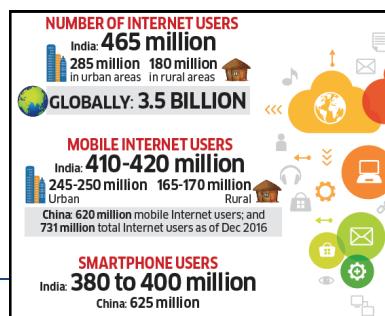 NUMBER OF INTERNET USERS
India: 465 million
285 million 180 million
in urban areas in rural areas
GLOBALLY: 3.5 BILLION
MOBILE INTERNET USERS
India: 410-420 million
245-250 million 165-170 million
Urban Rural
China: 620 million mobile Internet users; and
731 million total Internet users as of Dec 2016
SMARTPHONE USERS
India: 380 to 400 million
China: 625 million